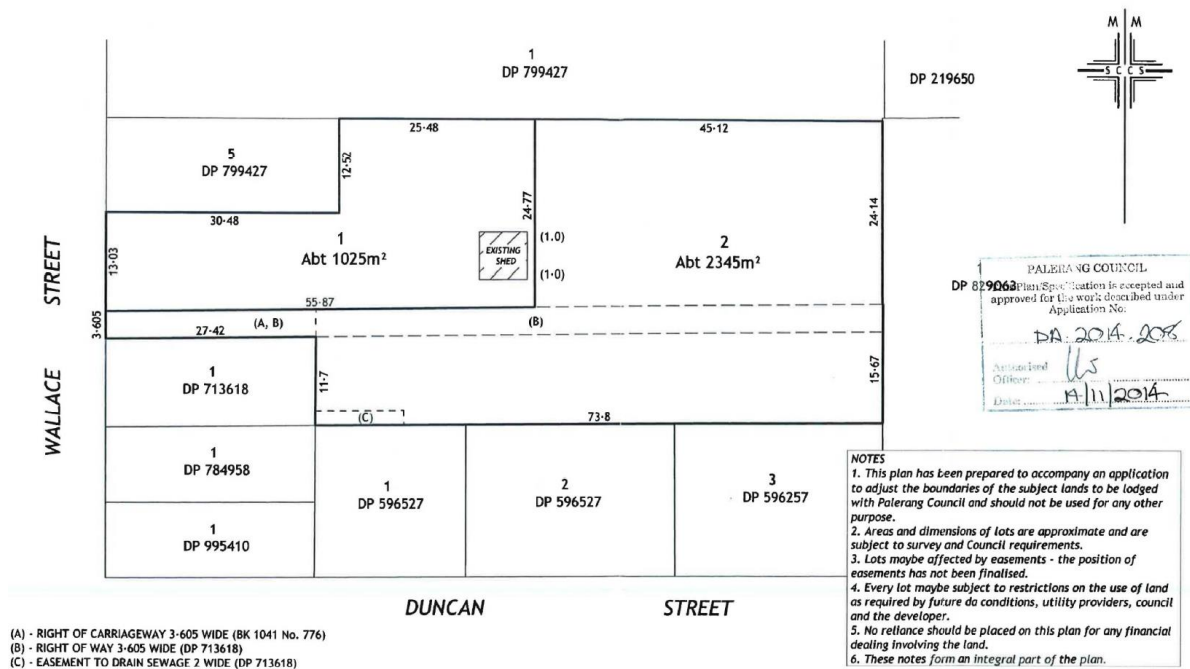 M M
S C C S
1
DP 799427
DP 219650
25·48
45·12
5
DP 799427
12·52
30·48
24·77
24·14
WALLACE STREET
13·03
1
Abt 1025m²
EXISTING
SHED
(1.0)
(1·0)
2
Abt 2345m²
55·87
3·605
(A, B)
(B)
27·42
1
DP 713618
11·7
15·67
(C)
73·8
1
DP 784958
1
DP 995410
1
DP 596527
2
DP 596527
3
DP 596257
DUNCAN STREET
1
DP 829063
PALERANG COUNCIL
Plan/Specification is accepted and
approved for the work described under
Application No:
DA. 2014. 208
Authorised
Officer:
Date: 14/11/2014
NOTES
1. This plan has been prepared to accompany an application
to adjust the boundaries of the subject lands to be lodged
with Palerang Council and should not be used for any other
purpose.
2. Areas and dimensions of lots are approximate and are
subject to survey and Council requirements.
3. Lots maybe affected by easements - the position of
easements has not been finalised.
4. Every lot maybe subject to restrictions on the use of land
as required by future da conditions, utility providers, council
and the developer.
5. No reliance should be placed on this plan for any financial
dealing involving the land.
6. These notes form an integral part of the plan.
(A) - RIGHT OF CARRIAGEWAY 3·605 WIDE (BK 1041 No. 776)
(B) - RIGHT OF WAY 3·605 WIDE (DP 713618)
(C) - EASEMENT TO DRAIN SEWAGE 2 WIDE (DP 713618)